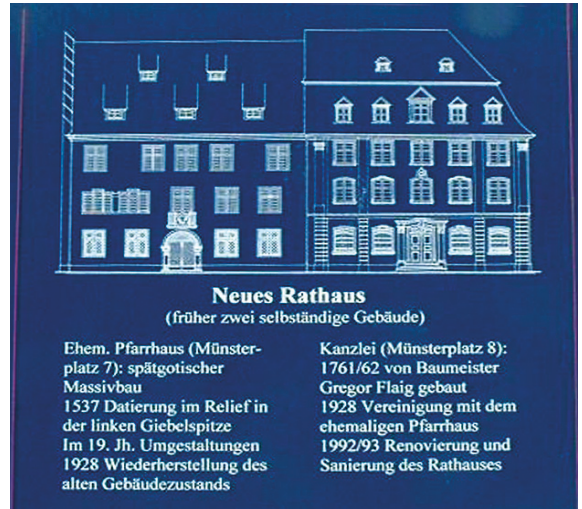 Neues Rathaus
(früher zwei selbständige Gebäude)
Ehem. Pfarrhaus (Münster-
platz 7): spätgotischer
Massivbau
1537 Datierung im Relief in
der linken Giebelspitze
Im 19. Jh. Umgestaltungen
1928 Wiederherstellung des
alten Gebäudezustands
Kanzlei (Münsterplatz 8):
1761/62 von Baumeister
Gregor Flaig gebaut
1928 Vereinigung mit dem
ehemaligen Pfarrhaus
1992/93 Renovierung und
Sanierung des Rathauses